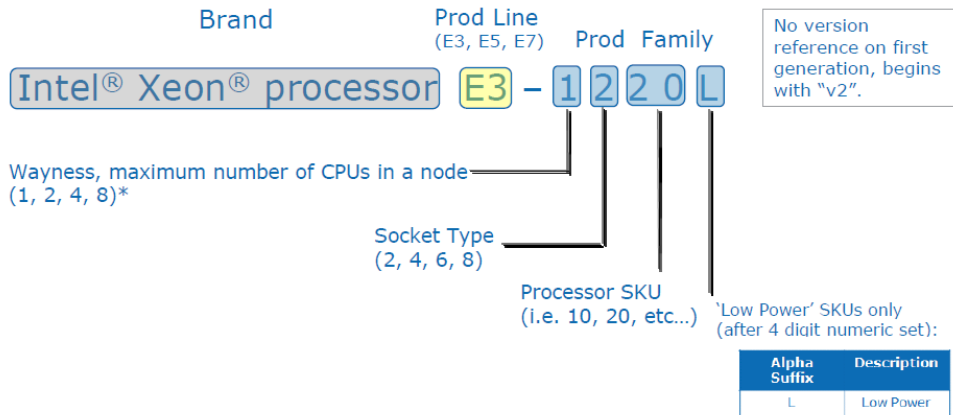 Brand
Prod Line
(E3, E5, E7)
Prod Family
No version
reference on first
generation, begins
with "v2".
Intel® Xeon® processor E3 – 1 2 2 0 L
Wayness, maximum number of CPUs in a node
(1, 2, 4, 8)*
Socket Type
(2, 4, 6, 8)
Processor SKU
(i.e. 10, 20, etc...)
'Low Power' SKUs only
(after 4 digit numeric set):
Alpha
Suffix
Description
L
Low Power